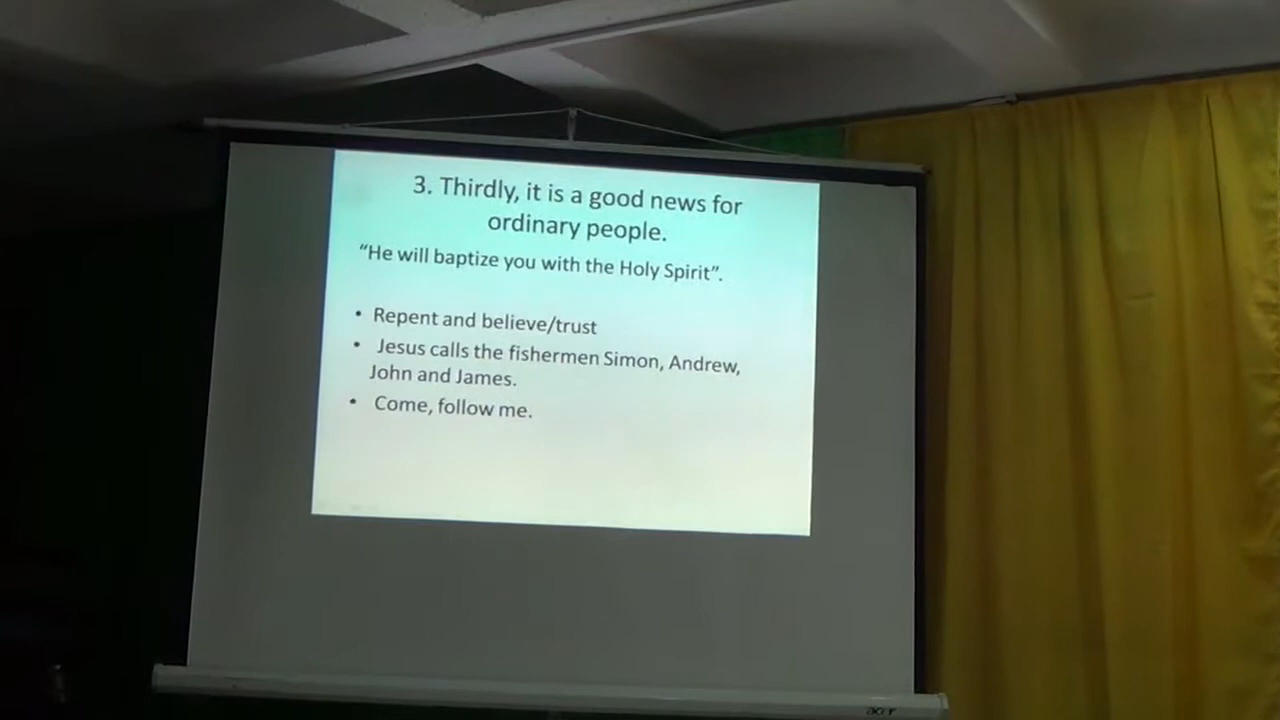 3. Thirdly, it is a good news for
ordinary people.
“He will baptize you with the Holy Spirit”.
• Repent and believe/trust
• Jesus calls the fishermen Simon, Andrew,
John and James.
• Come, follow me.
acer